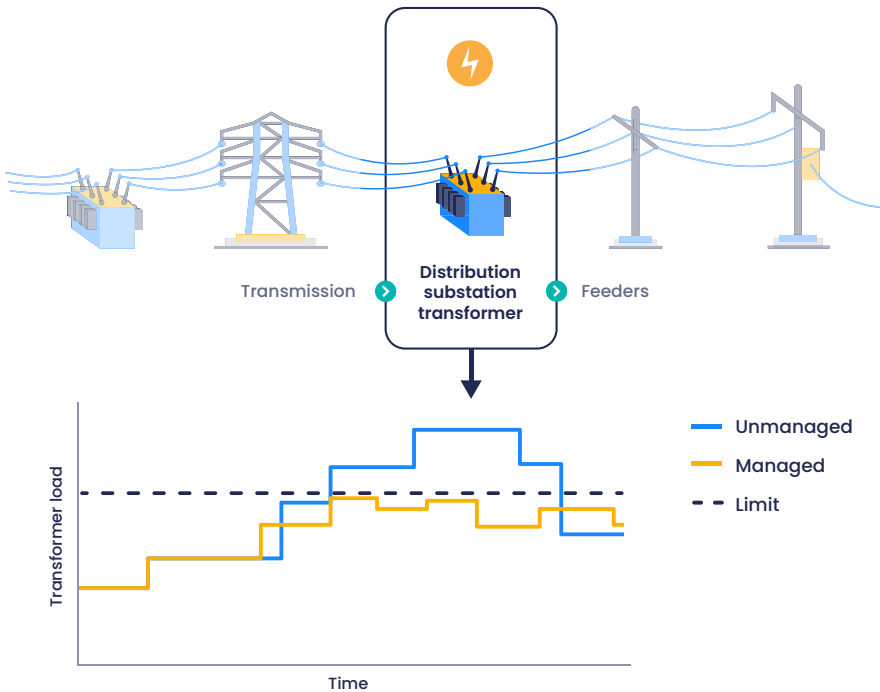 Transmission
Distribution
substation
transformer
Feeders
Transformer load
Unmanaged
Managed
Limit
Time